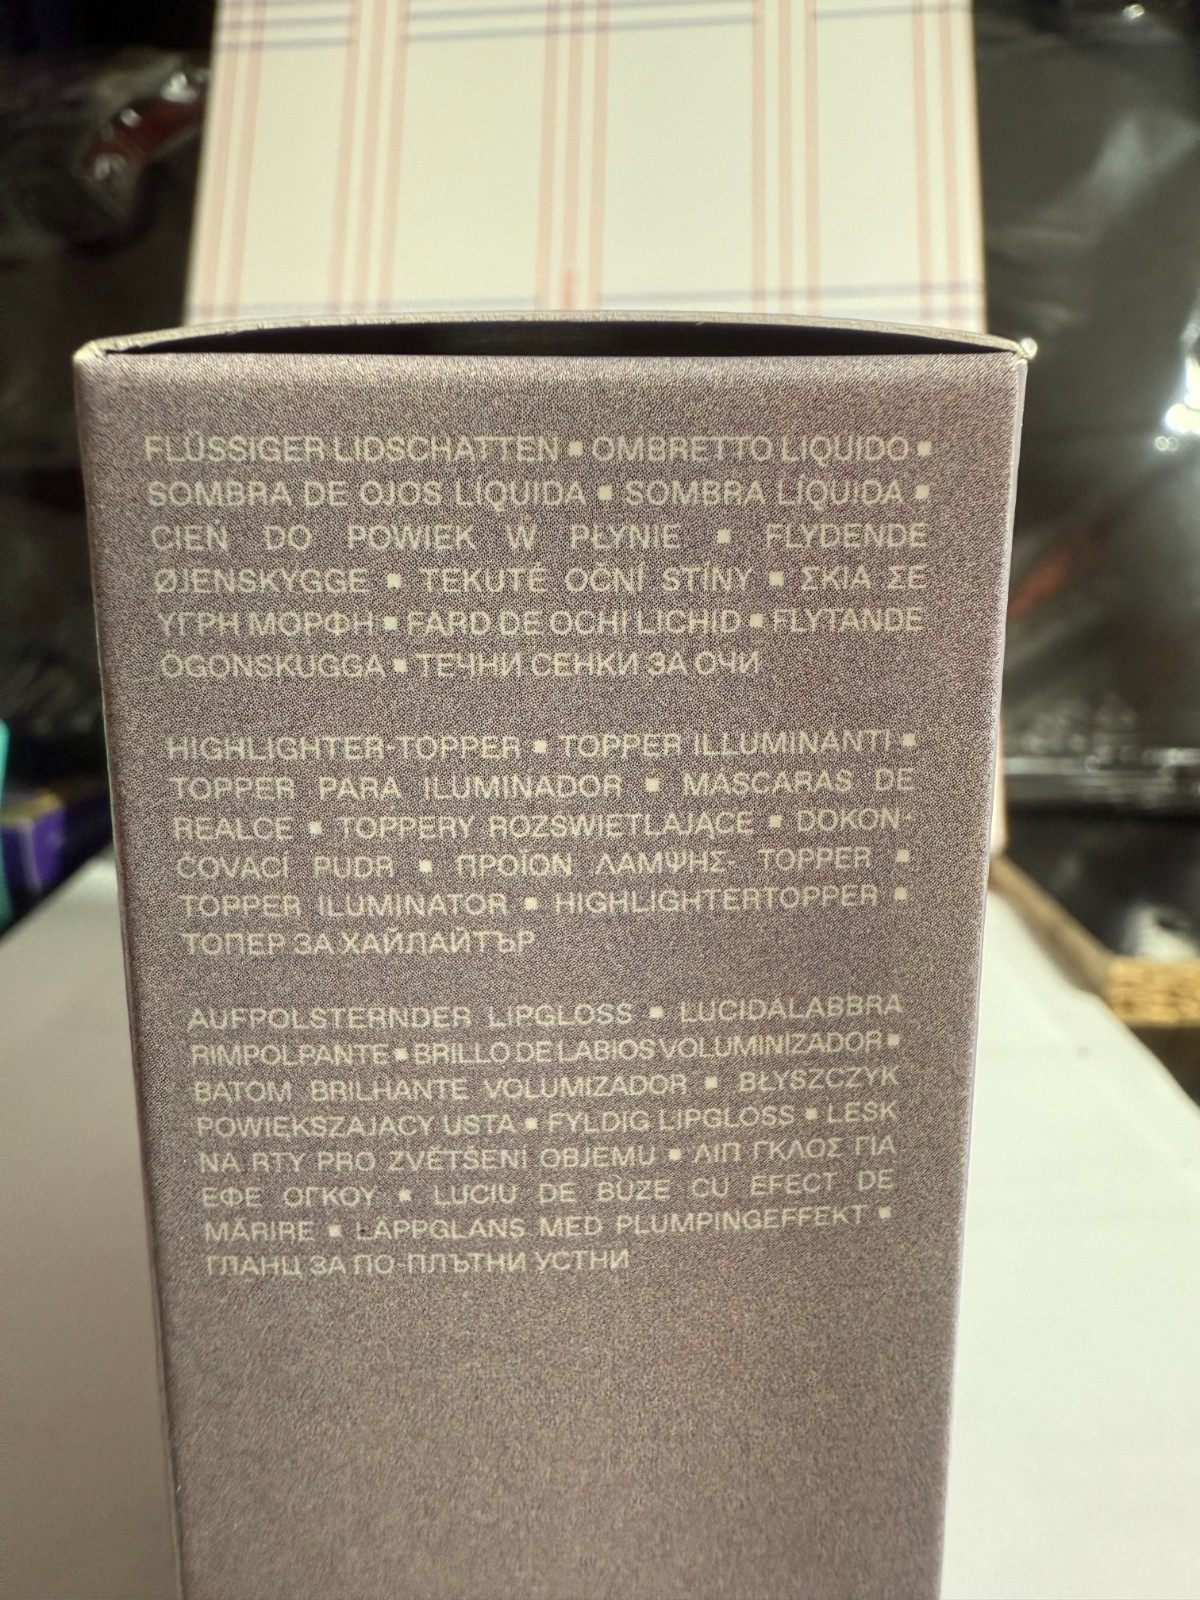 FLÜSSIGER LIDSCHATTEN ▪ OMBRETTO LIQUIDO ▪
SOMBRA DE OJOS LÍQUIDA ▪ SOMBRA LÍQUIDA ▪
CIEŃ DO POWIEK W PŁYNIE ▪ FLYDENDE
ØJENSKYGGE ▪ TEKUTÉ OČNÍ STÍNY ▪ ΣΚΙΑ ΣΕ
ΥΓΡΗ ΜΟΡΦΗ ▪ FARD DE OCHI LICHID ▪ FLYTANDE
ÖGONSKUGGA ▪ ТЕЧНИ СЕНКИ ЗА ОЧИ
HIGHLIGHTER-TOPPER ▪ TOPPER ILLUMINANTI ▪
TOPPER PARA ILUMINADOR ▪ MÁSCARAS DE
REALCE ▪ TOPPERY ROZŚWIETLAJĄCE ▪ DOKON-
ČOVACÍ PUDR ▪ ΠΡΟΪΟΝ ΛΑΜΨΗΣ- TOPPER ▪
TOPPER ILUMINATOR ▪ HIGHLIGHTERTOPPER ▪
ТОПЕР ЗА ХАЙЛАЙТЪР
AUFPOLSTERNDER LIPGLOSS ▪ LUCIDALABBRA
RIMPOLPANTE ▪ BRILLO DE LABIOS VOLUMINIZADOR ▪
BATOM BRILHANTE VOLUMIZADOR ▪ BŁYSZCZYK
POWIĘKSZAJĄCY USTA ▪ FYLDIG LIPGLOSS ▪ LESK
NA RTY PRO ZVĚTŠENÍ OBJEMU ▪ ΛΙΠ ΓΚΛΟΣ ΓΙΑ
ΕΦΕ ΟΓΚΟΥ ▪ LUCIU DE BUZE CU EFECT DE
MĂRIRE ▪ LÄPPGLANS MED PLUMPINGEFFEKT ▪
ГЛАНЦ ЗА ПО-ПЛЪТНИ УСТНИ